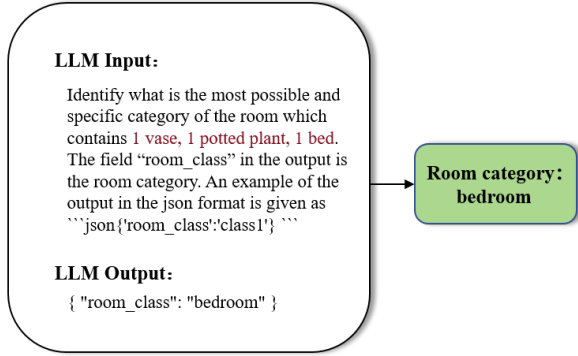 LLM Input:
Identify what is the most possible and
specific category of the room which
contains 1 vase, 1 potted plant, 1 bed.
The field “room_class” in the output is
the room category. An example of the
output in the json format is given as
```json{'room_class':'class1'} ```
LLM Output:
{ "room_class": "bedroom" }
Room category:
bedroom